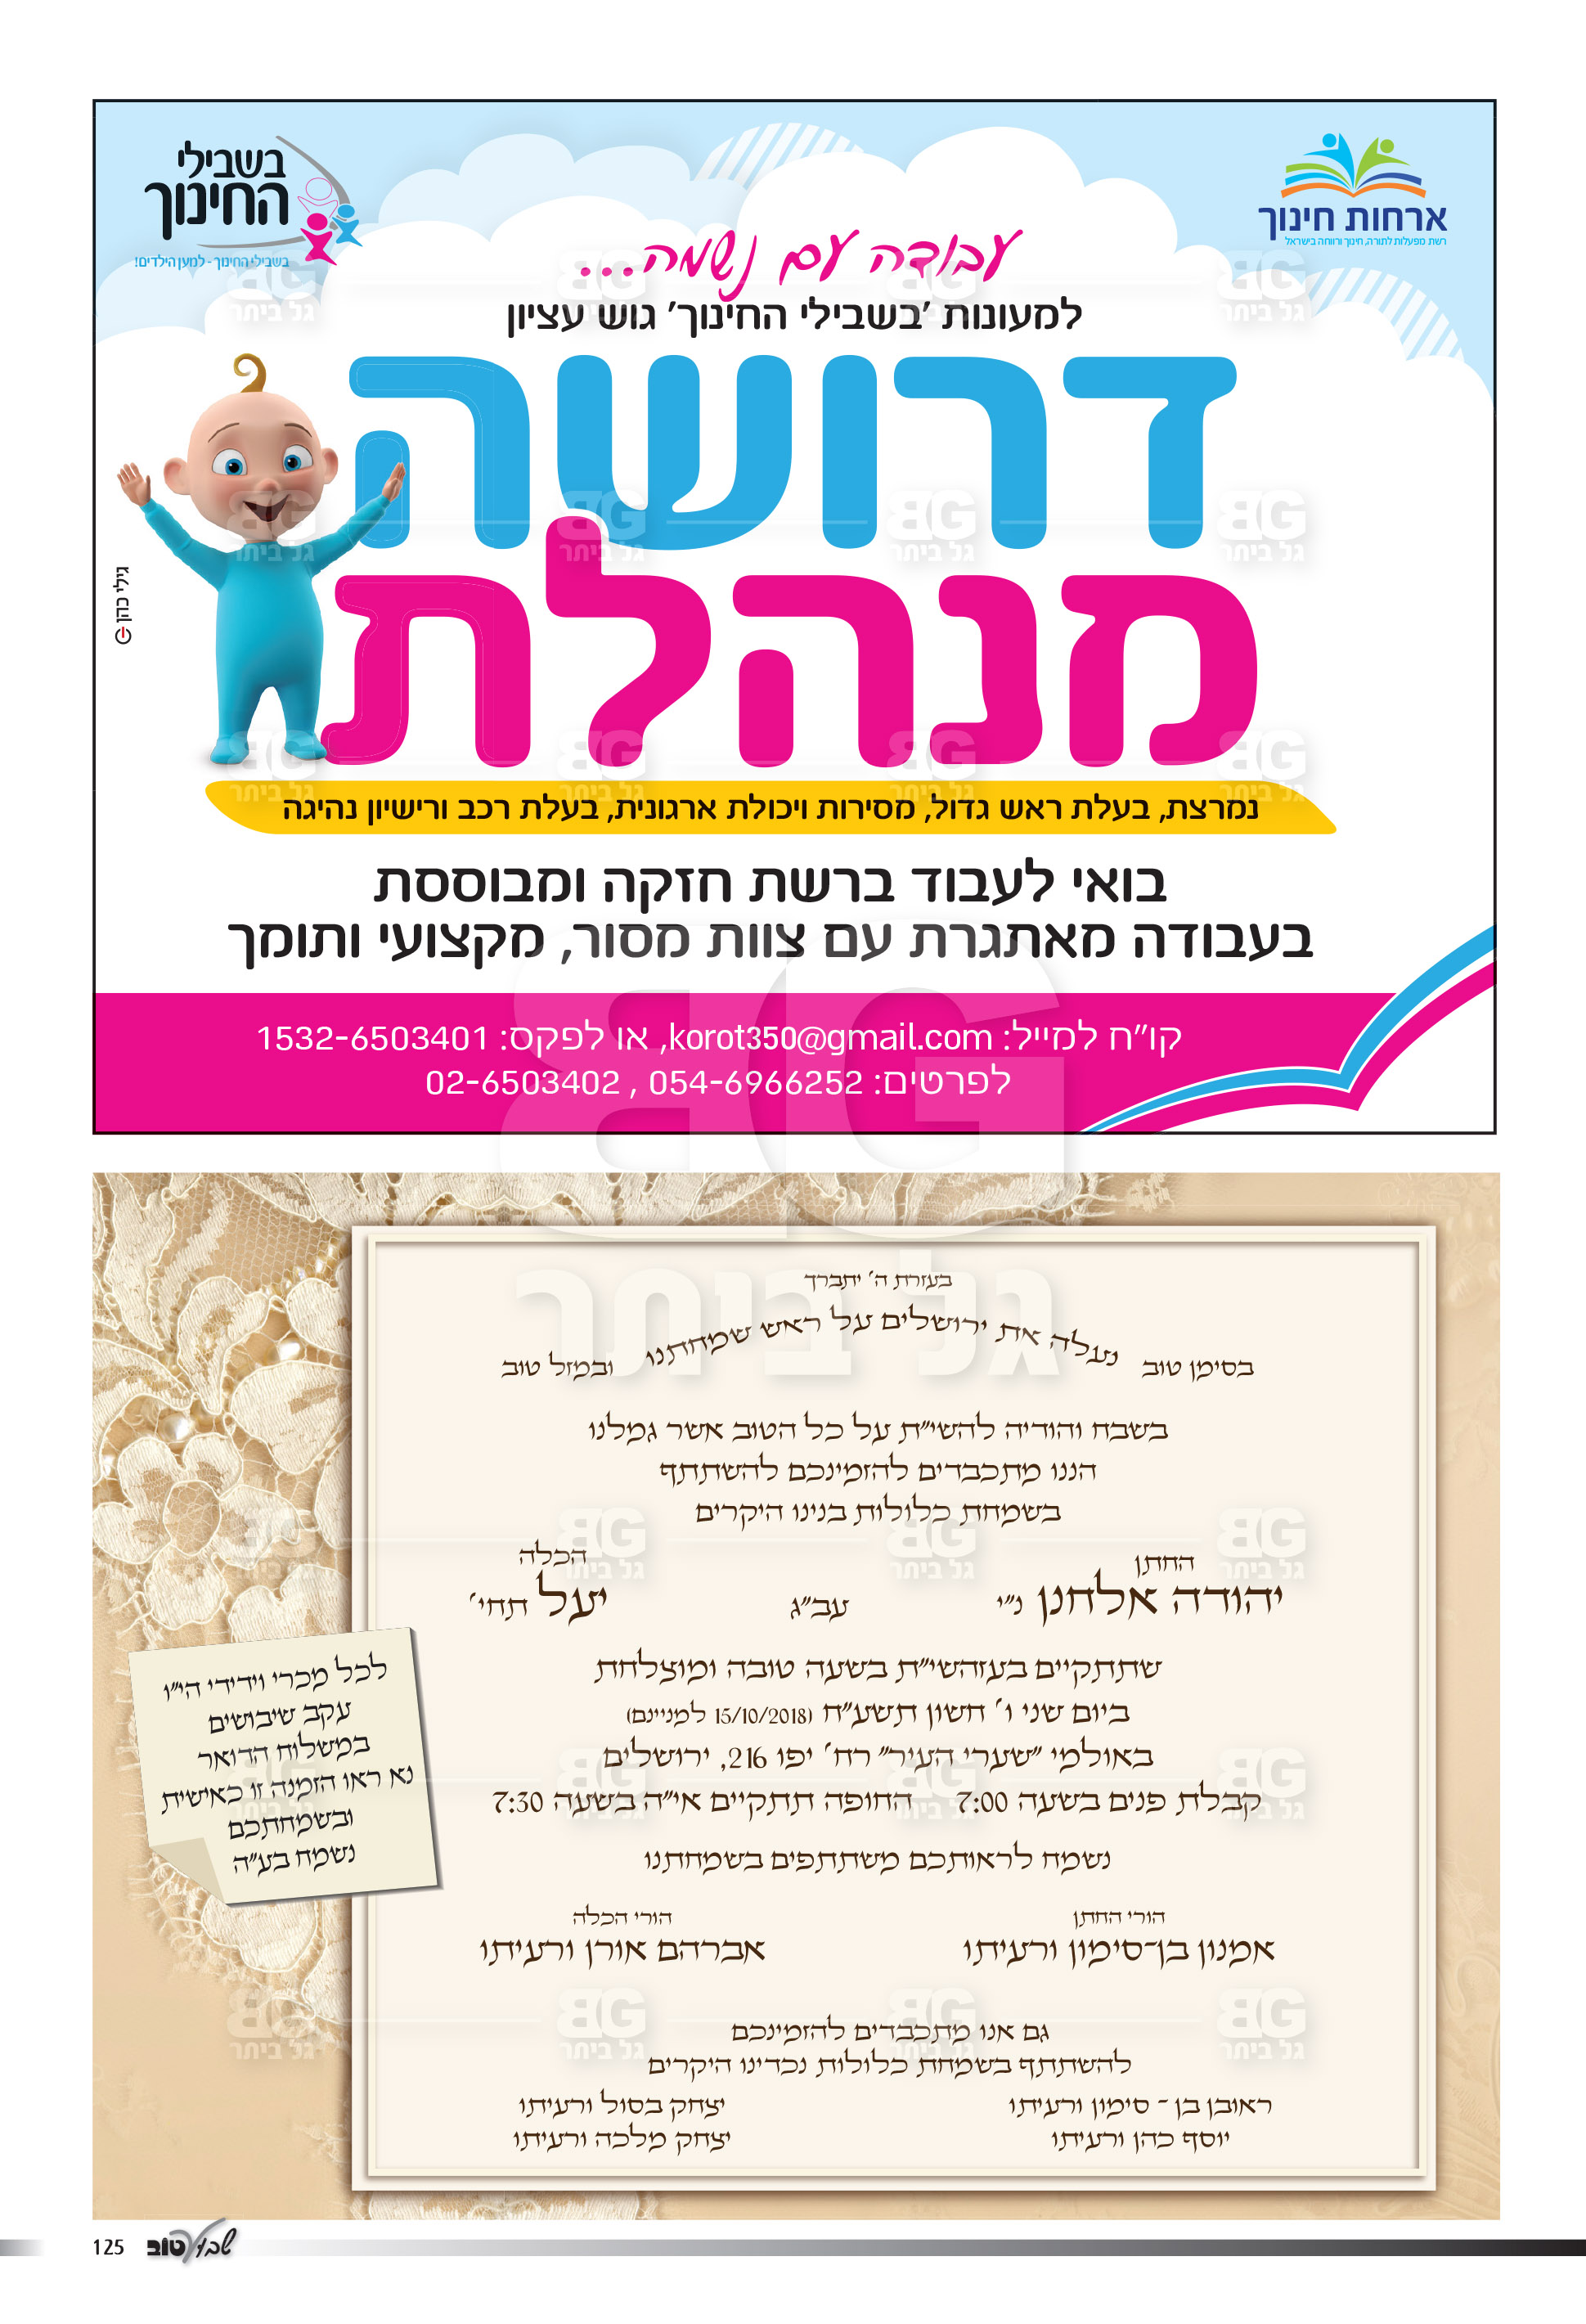 ארחות חינוך
רשת מפעלות לתורה, חינוך ורווחה בישראל
בשבילי
החינוך
בשבילי החינוך - למען הילדים!
עבודה עם נשמה...
למעונות 'בשבילי החינוך' גוש עציון
דרושה
מנהלת
גילי כהן
נמרצת, בעלת ראש גדול, מסירות ויכולת ארגונית, בעלת רכב ורישיון נהיגה
בואי לעבוד ברשת חזקה ומבוססת
בעבודה מאתגרת עם צוות מסור, מקצועי ותומך
קו"ח למייל: korot350@gmail.com, או לפקס: 1532-6503401
לפרטים: 054-6966252 , 02-6503402
BG
גל ביתר
בעזרת ה' יתברך
נעלה את ירושלים על ראש שמחתנו
בסימן טוב ובמזל טוב
בשבח והודיה להשי"ת על כל הטוב אשר גמלנו
הננו מתכבדים להזמינכם להשתתף
בשמחת כלולות בנינו היקרים
החתן הכלה
יהודה אלחנן נ"י עב"ג יעל תחי'
שתתקיים בעזהשי"ת בשעה טובה ומוצלחת
ביום שני ו' חשון תשע"ח (15/10/2018 למניינם)
באולמי "שערי העיר" רח' יפו 216, ירושלים
קבלת פנים בשעה 7:00 החופה תתקיים אי"ה בשעה 7:30
נשמח לראותכם משתתפים בשמחתנו
הורי החתן הורי הכלה
אמנון בן-סימון ורעיתו אברהם אורן ורעיתו
גם אנו מתכבדים להזמינכם
להשתתף בשמחת כלולות נכדינו היקרים
ראובן בן - סימון ורעיתו יצחק בסול ורעיתו
יוסף כהן ורעיתו יצחק מלכה ורעיתו
לכל מכרי וידידי הי"ו
עקב שיבושים
במשלוח הדואר
נא ראו הזמנה זו כאישית
ובשמחתכם
נשמח בע"ה
125 שבוע טוב